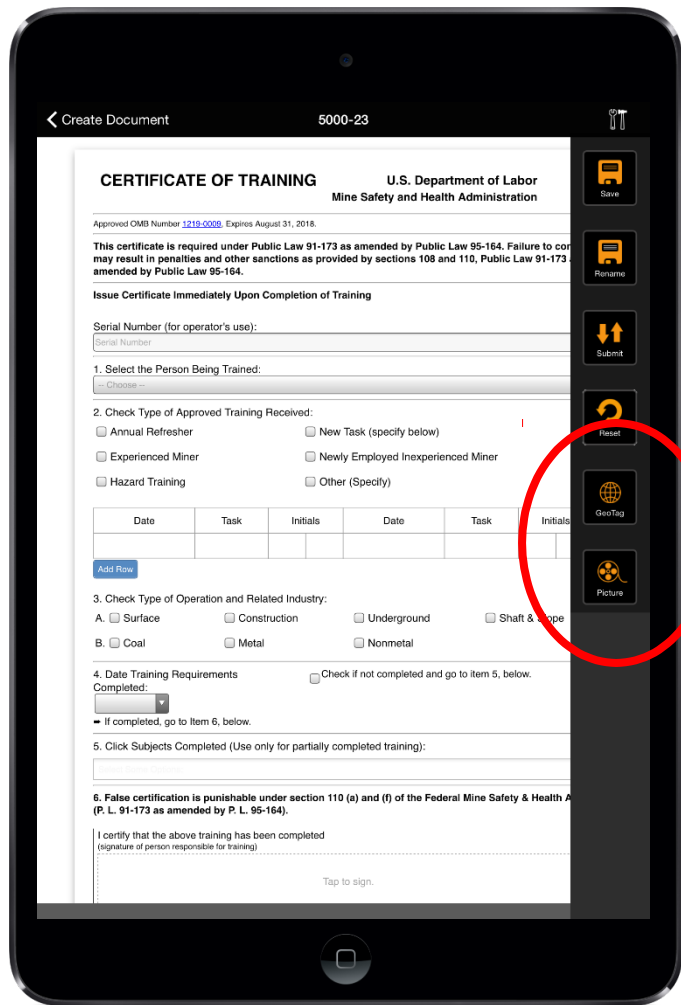 Create Document
5000-23
CERTIFICATE OF TRAINING
U.S. Department of Labor
Mine Safety and Health Administration
Approved OMB Number 1219-0009, Expires August 31, 2018.
This certificate is required under Public Law 91-173 as amended by Public Law 95-164. Failure to cor
may result in penalties and other sanctions as provided by sections 108 and 110, Public Law 91-173
amended by Public Law 95-164.
Issue Certificate Immediately Upon Completion of Training
Serial Number (for operator's use):
Serial Number
1. Select the Person Being Trained:
-- Choose --
2. Check Type of Approved Training Received:
Annual Refresher
New Task (specify below)
Experienced Miner
Newly Employed Inexperienced Miner
Hazard Training
Other (Specify)
Date Task Initials Date Task Initials
Add Row
3. Check Type of Operation and Related Industry:
A. Surface Construction Underground Shaft & Slope
B. Coal Metal Nonmetal
4. Date Training Requirements
Completed:
Check if not completed and go to item 5, below.
➨ If completed, go to Item 6, below.
5. Click Subjects Completed (Use only for partially completed training):
6. False certification is punishable under section 110 (a) and (f) of the Federal Mine Safety & Health A
(P. L. 91-173 as amended by P. L. 95-164).
I certify that the above training has been completed
(signature of person responsible for training)
Tap to sign.
Save
Rename
Submit
Reset
GeoTag
Picture